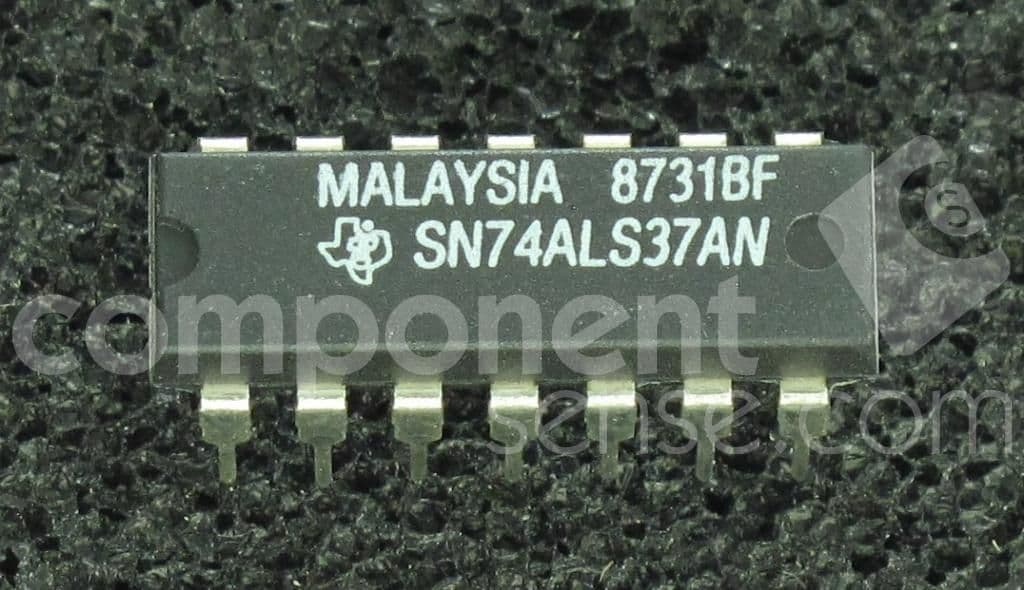 MALAYSIA 8731BF
SN74ALS37AN
component
sense.com